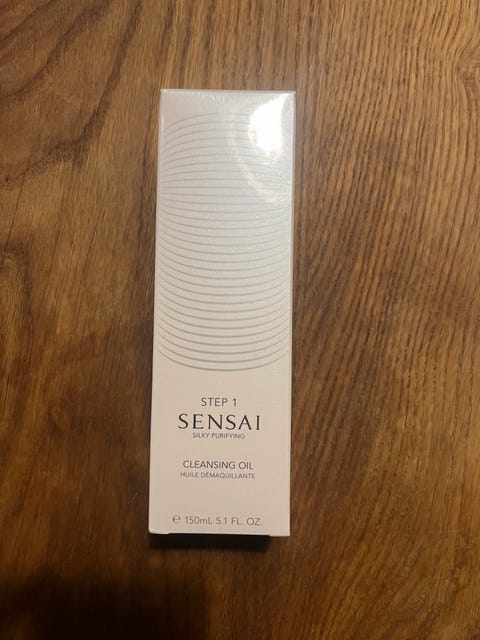 STEP 1
SENSAI
SILKY PURIFYING
CLEANSING OIL
HUILE DÉMAQUILLANTE
℮ 150mL 5.1 FL. OZ.